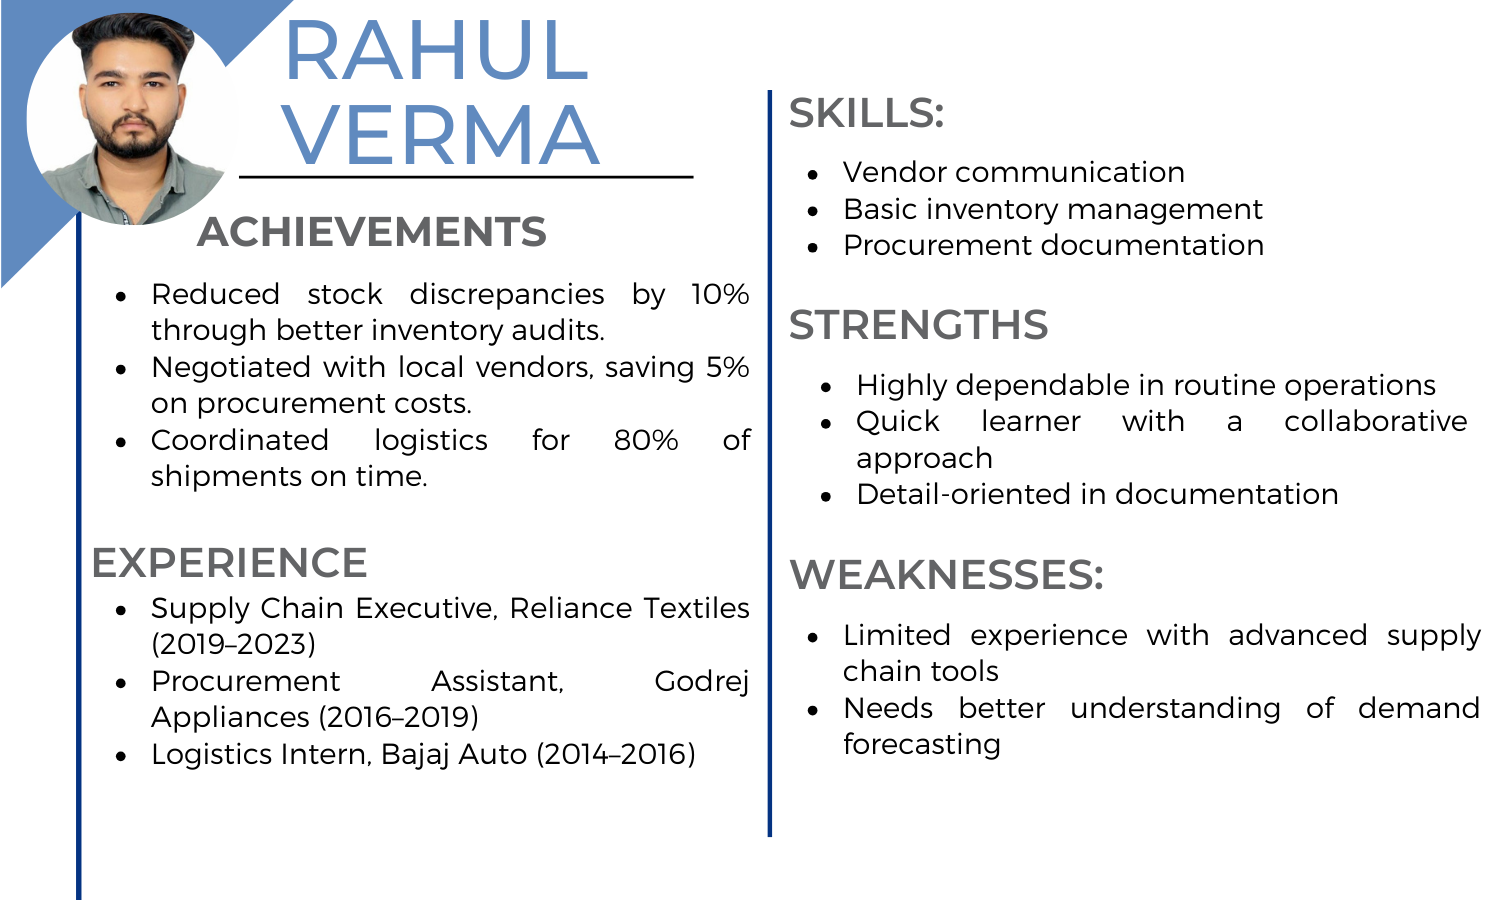 RAHUL
VERMA
ACHIEVEMENTS
• Reduced stock discrepancies by 10%
through better inventory audits.
• Negotiated with local vendors, saving 5%
on procurement costs.
• Coordinated logistics for 80% of
shipments on time.
EXPERIENCE
• Supply Chain Executive, Reliance Textiles
(2019–2023)
• Procurement Assistant, Godrej
Appliances (2016–2019)
• Logistics Intern, Bajaj Auto (2014–2016)
SKILLS:
• Vendor communication
• Basic inventory management
• Procurement documentation
STRENGTHS
• Highly dependable in routine operations
• Quick learner with a collaborative
approach
• Detail-oriented in documentation
WEAKNESSES:
• Limited experience with advanced supply
chain tools
• Needs better understanding of demand
forecasting